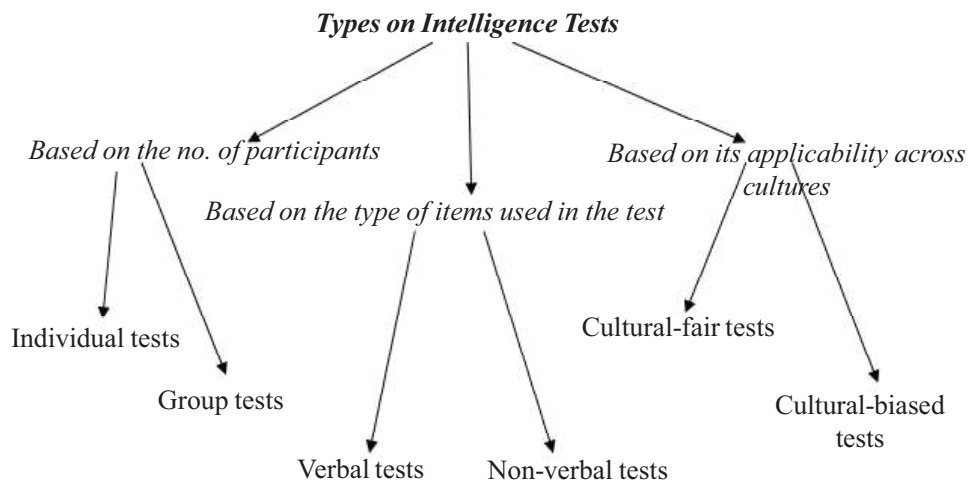 Types on Intelligence Tests
Based on the no. of participants
Based on its applicability across
cultures
Based on the type of items used in the test
Individual tests
Group tests
Cultural-fair tests
Cultural-biased
tests
Verbal tests
Non-verbal tests